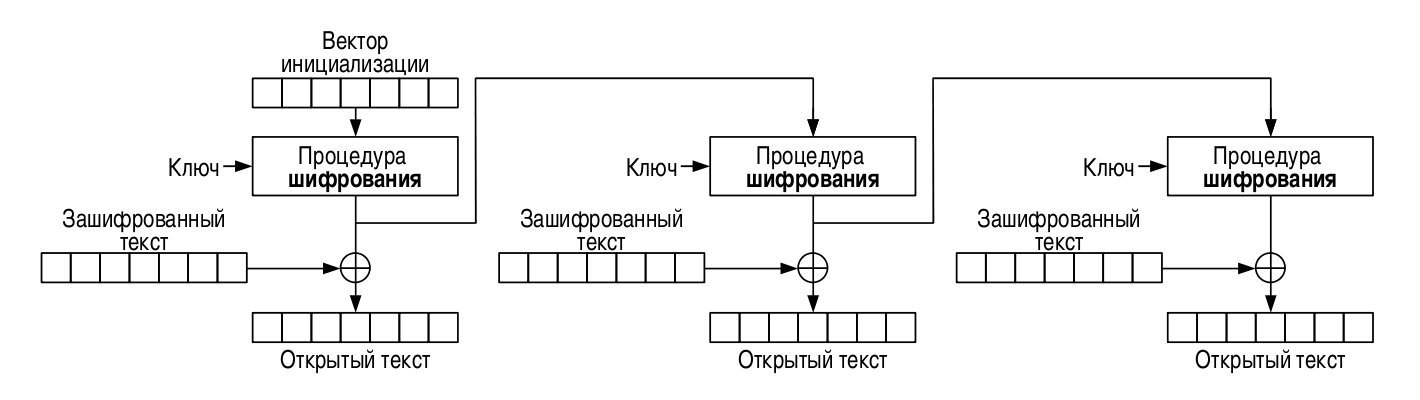 Вектор
инициализации
Ключ
Процедура
шифрования
Ключ
Процедура
шифрования
Ключ
Процедура
шифрования
Зашифрованный
текст
Зашифрованный
текст
Зашифрованный
текст
Открытый текст
Открытый текст
Открытый текст